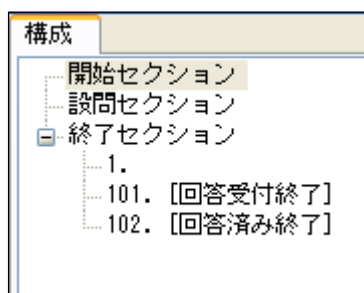 構成
開始セクション
設問セクション
終了セクション
1.
101. [回答受付終了]
102. [回答済み終了]